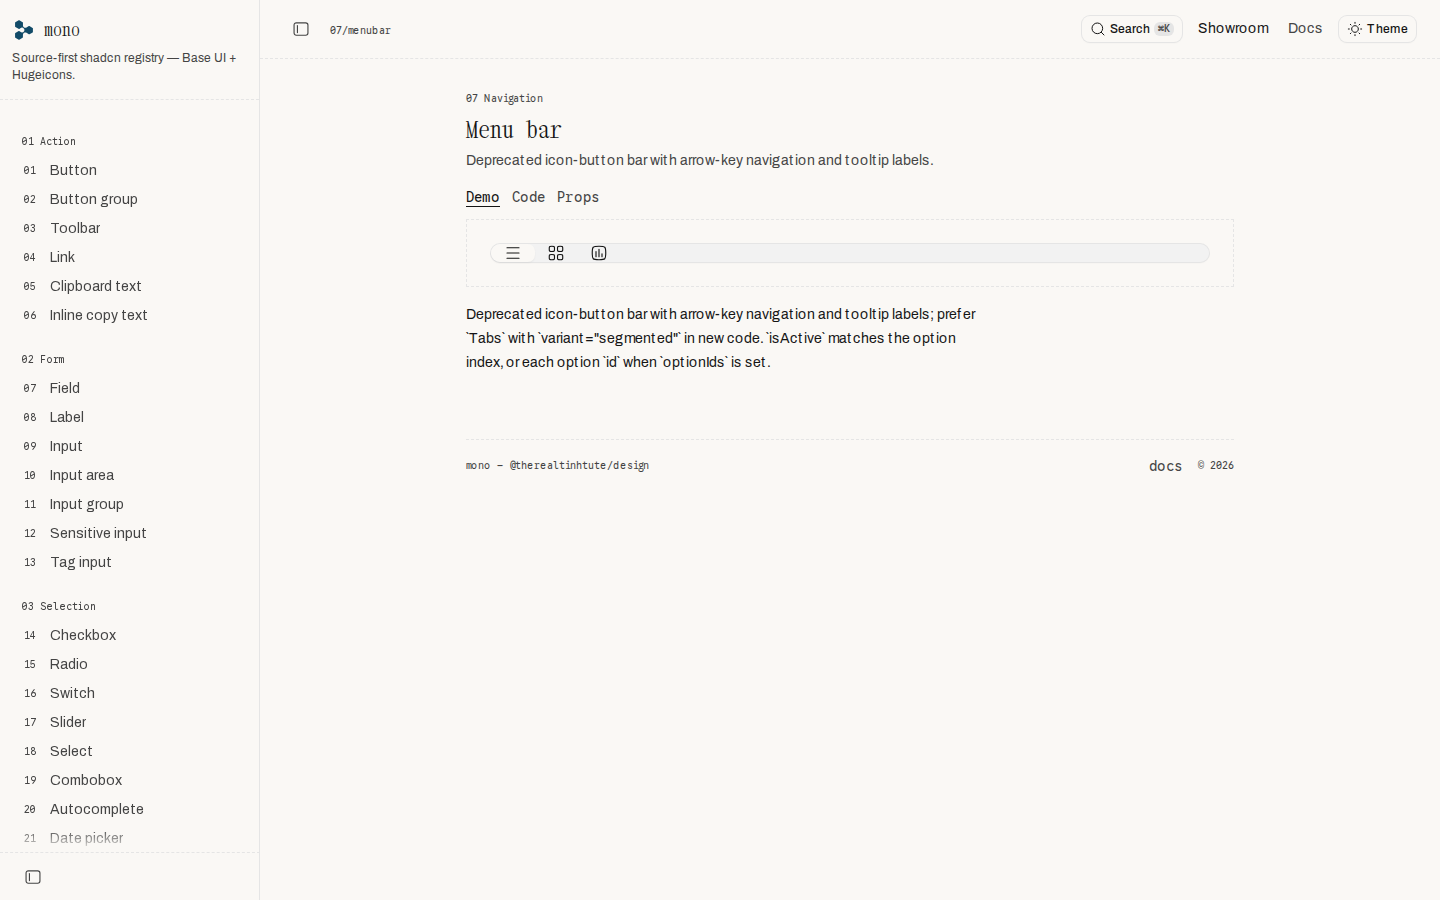 mono
Source-first shadcn registry — Base UI +
Hugeicons.
01 Action
01 Button
02 Button group
03 Toolbar
04 Link
05 Clipboard text
06 Inline copy text
02 Form
07 Field
08 Label
09 Input
10 Input area
11 Input group
12 Sensitive input
13 Tag input
03 Selection
14 Checkbox
15 Radio
16 Switch
17 Slider
18 Select
19 Combobox
20 Autocomplete
21 Date picker
07/menubar
Search ⌘K
Showroom
Docs
Theme
07 Navigation
Menu bar
Deprecated icon-button bar with arrow-key navigation and tooltip labels.
Demo Code Props
Deprecated icon-button bar with arrow-key navigation and tooltip labels; prefer
`Tabs` with `variant="segmented"` in new code. `isActive` matches the option
index, or each option `id` when `optionIds` is set.
mono — @therealtinhtute/design
docs © 2026